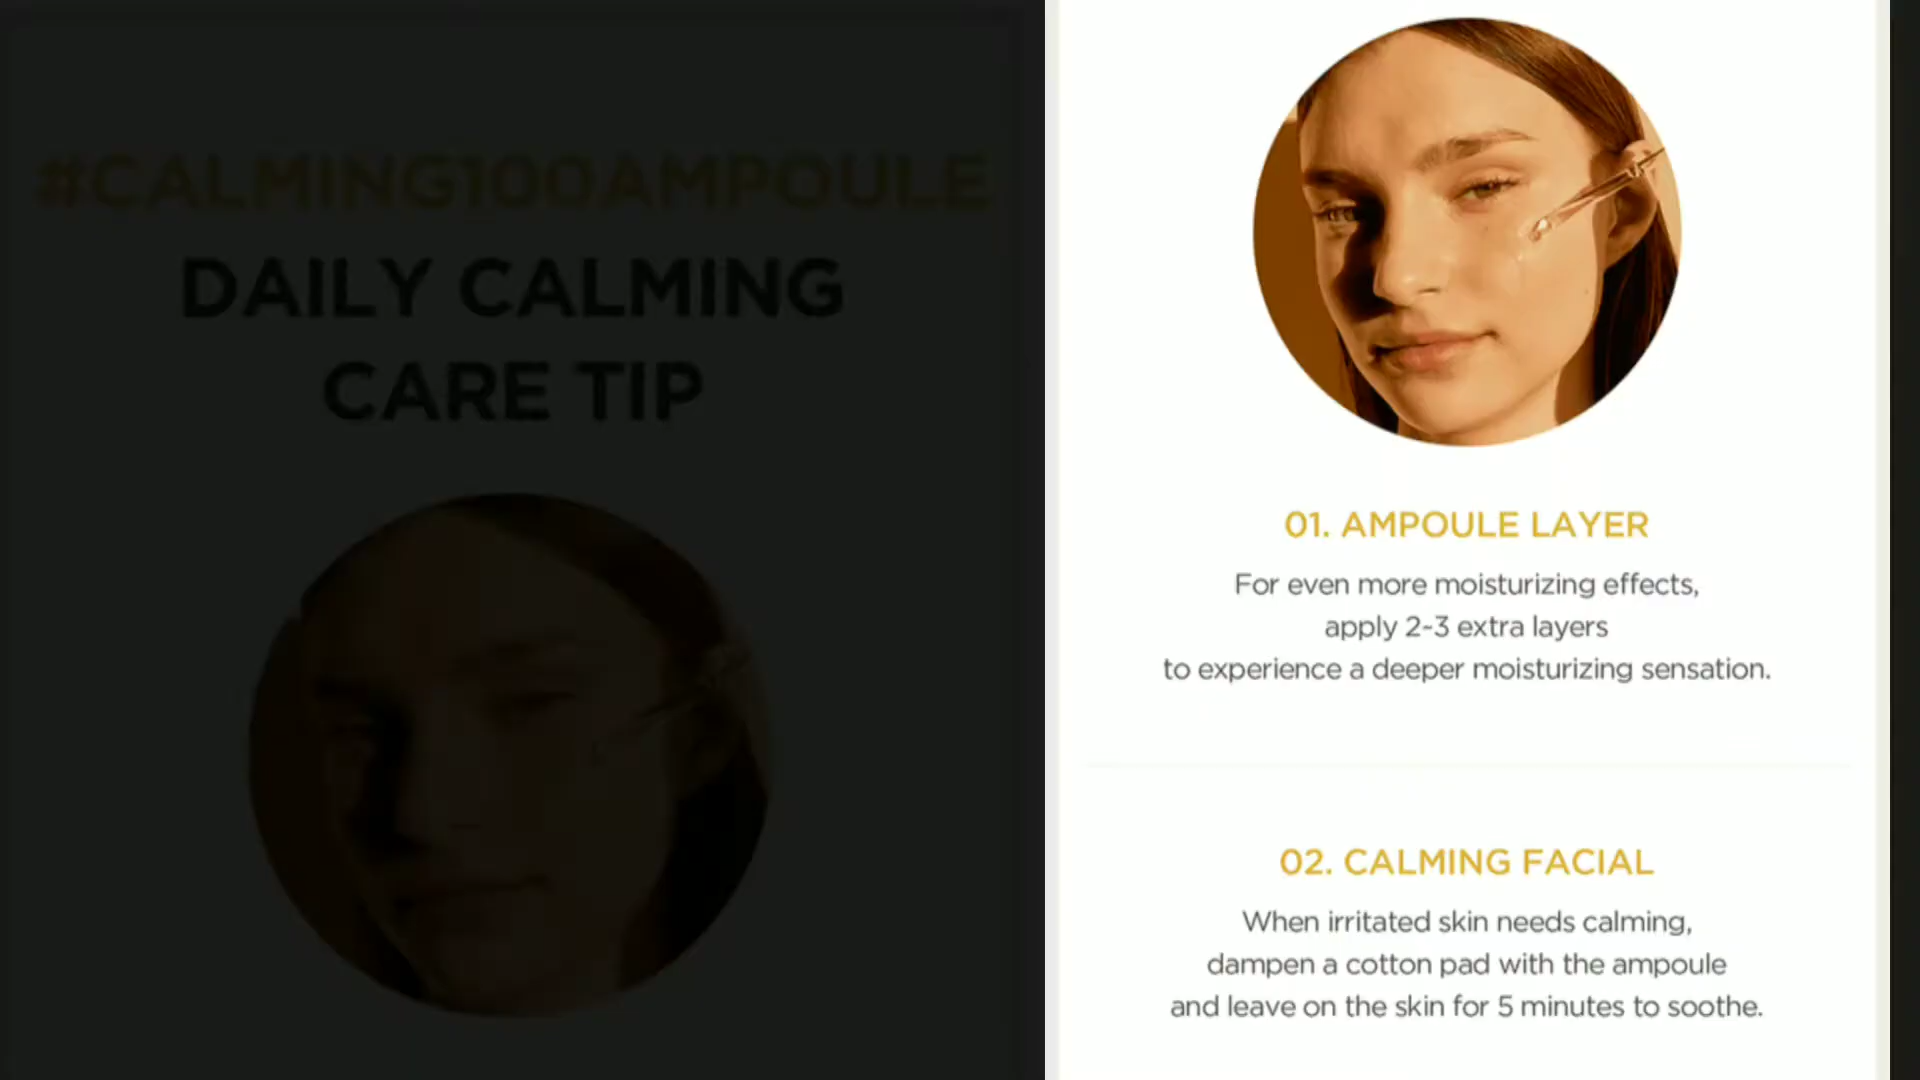 #CALMING100AMPOULE
DAILY CALMING
CARE TIP
01. AMPOULE LAYER
For even more moisturizing effects,
apply 2~3 extra layers
to experience a deeper moisturizing sensation.
02. CALMING FACIAL
When irritated skin needs calming,
dampen a cotton pad with the ampoule
and leave on the skin for 5 minutes to soothe.